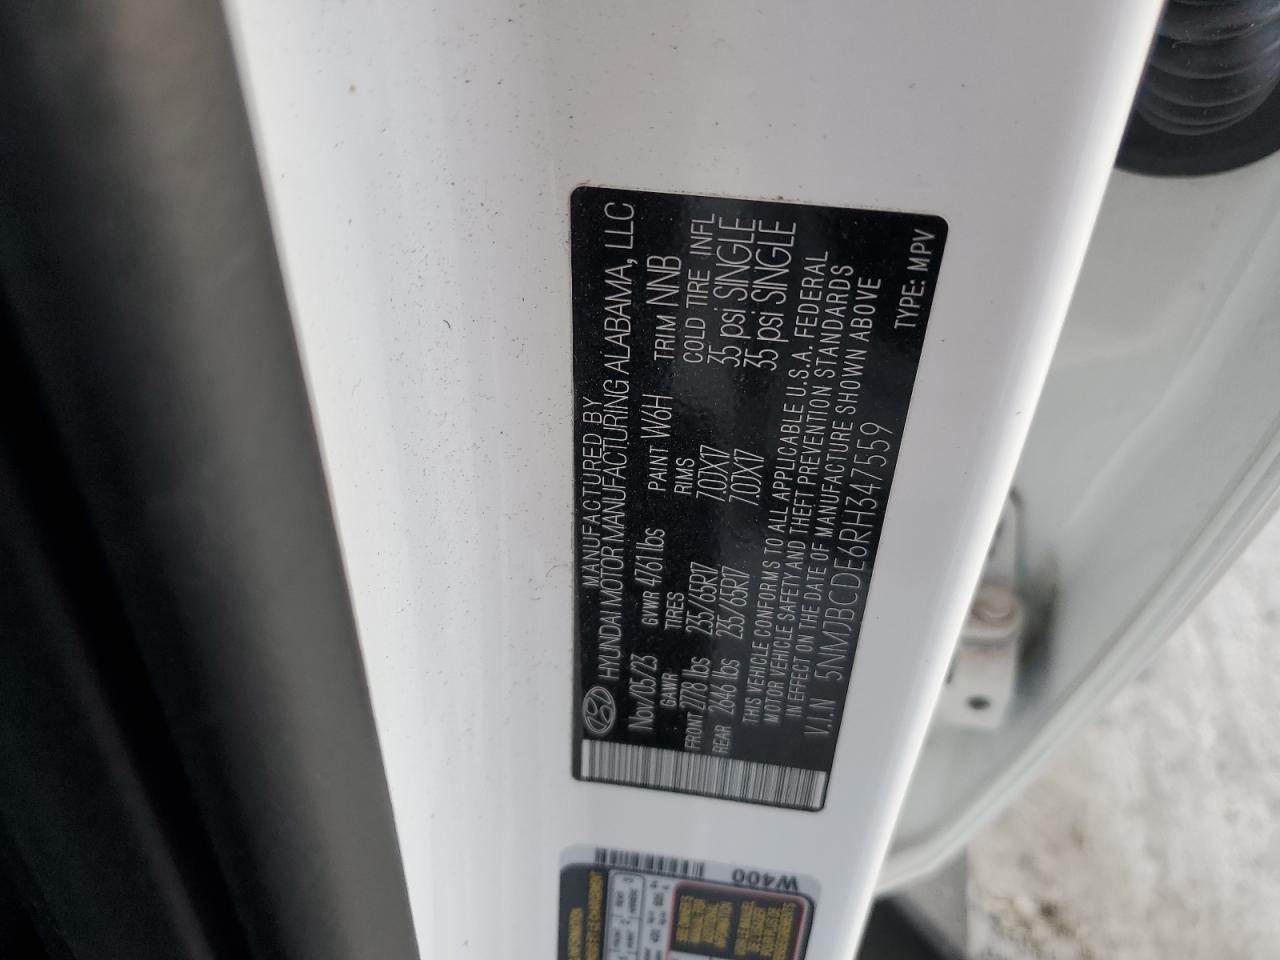 MANUFACTURED BY
HYUNDAI MOTOR MANUFACTURING ALABAMA, LLC
Nov/05/23 GVWR 4761 lbs PAINT W6H TRIM NNB
GAWR TIRES RIMS COLD TIRE INFL
FRONT 2778 lbs 235/65R17 7.0JX17 35 psi SINGLE
REAR 2646 lbs 235/65R17 7.0JX17 35 psi SINGLE
THIS VEHICLE CONFORMS TO ALL APPLICABLE U.S.A. FEDERAL
MOTOR VEHICLE SAFETY AND THEFT PREVENTION STANDARDS
IN EFFECT ON THE DATE OF MANUFACTURE SHOWN ABOVE
V.I.N 5NMJBCDE6RH347559 TYPE: MPV
W400